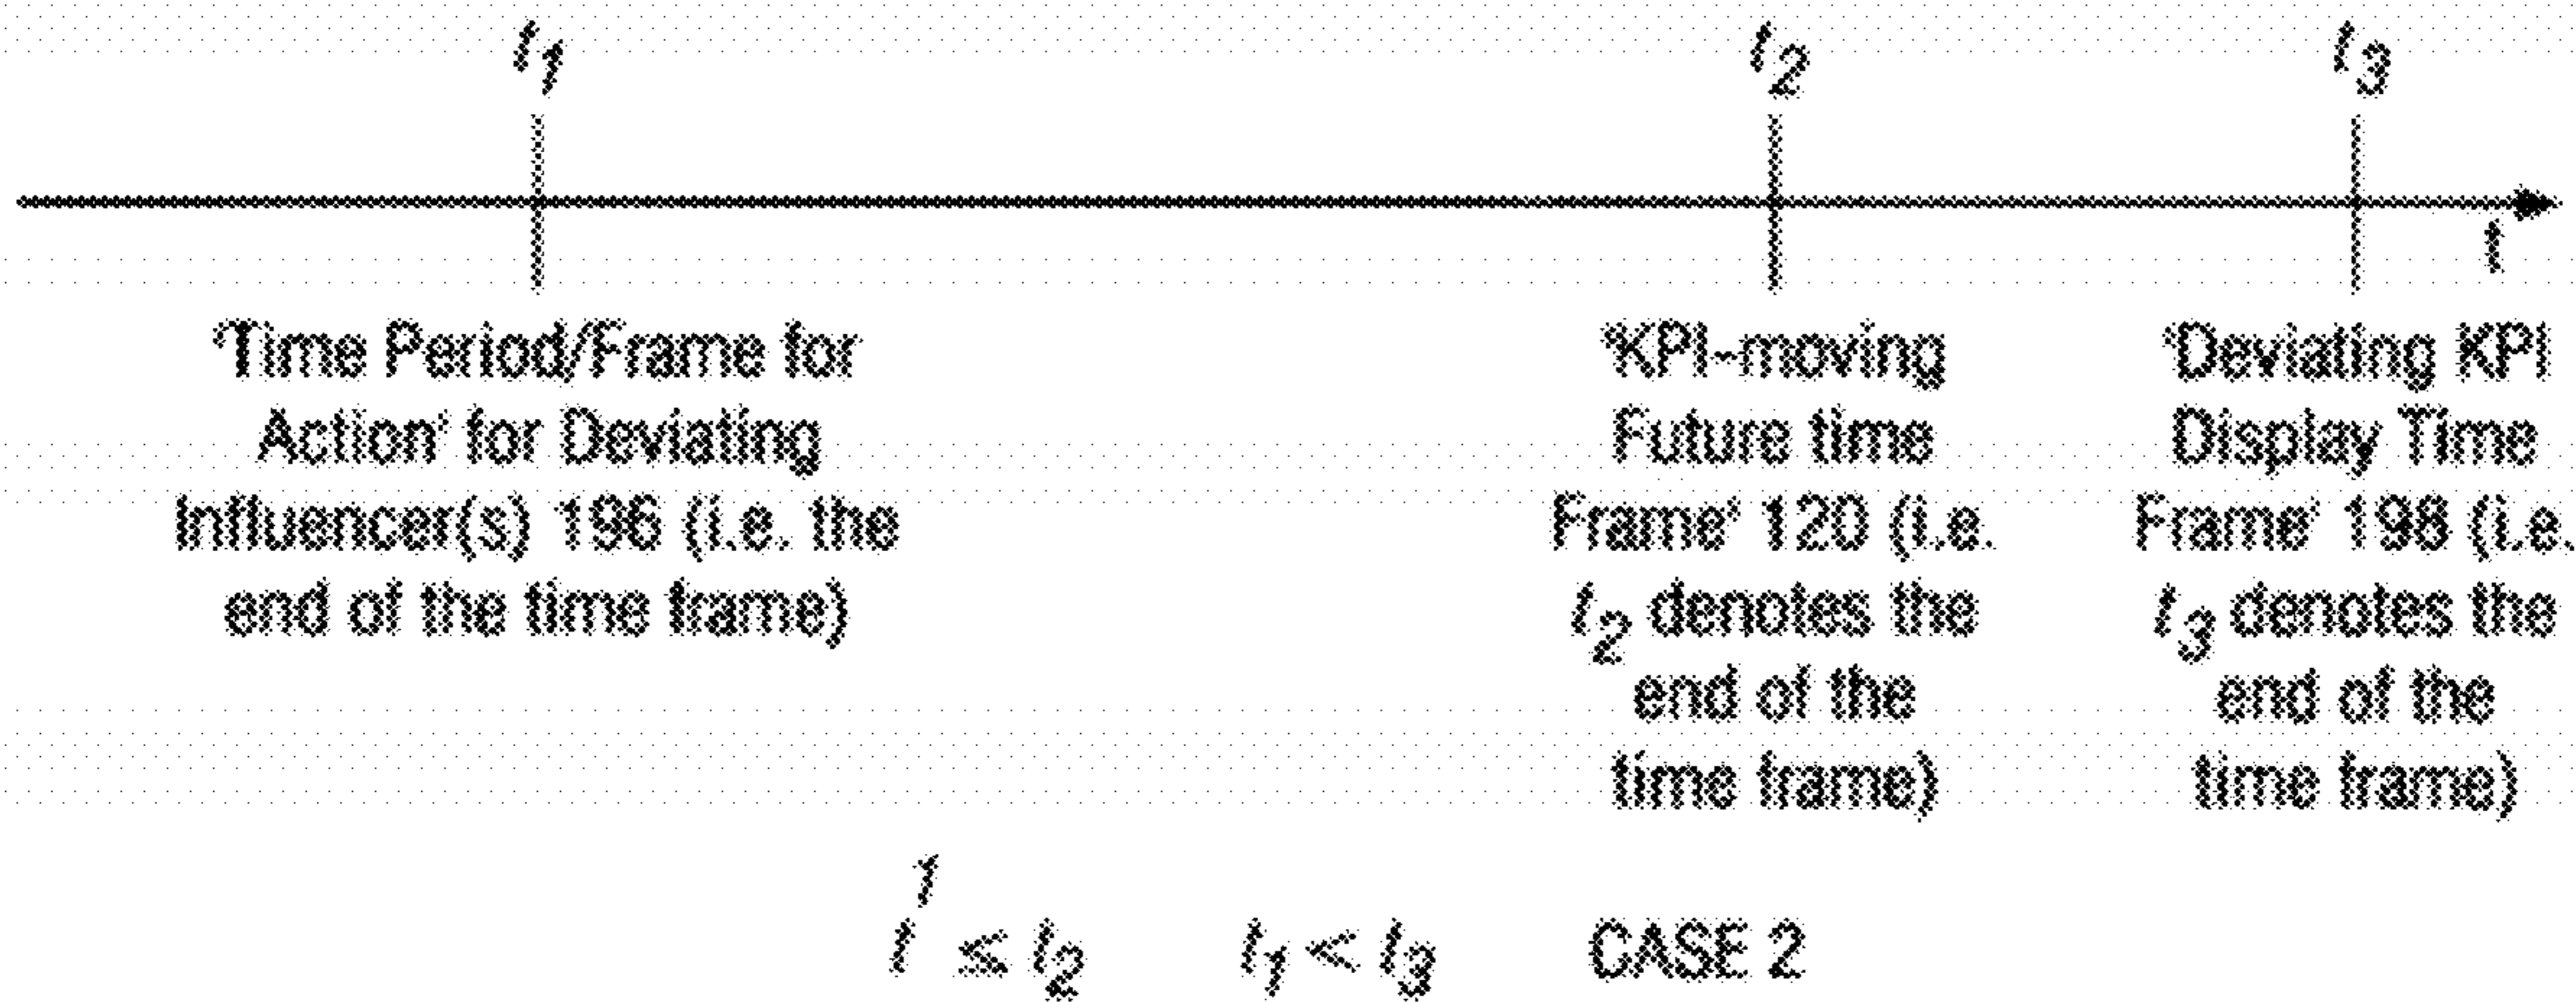 t1 t2 t3
t
'Time Period/Frame for
Action' for Deviating
Influencer(s) 196 (i.e. the
end of the time frame)
'KPI-moving
Future time
Frame' 120 (i.e.
t2 denotes the
end of the
time frame)
'Deviating KPI
Display Time
Frame' 198 (i.e.
t3 denotes the
end of the
time frame)
t1 ≤ t2 t1 < t3 CASE 2